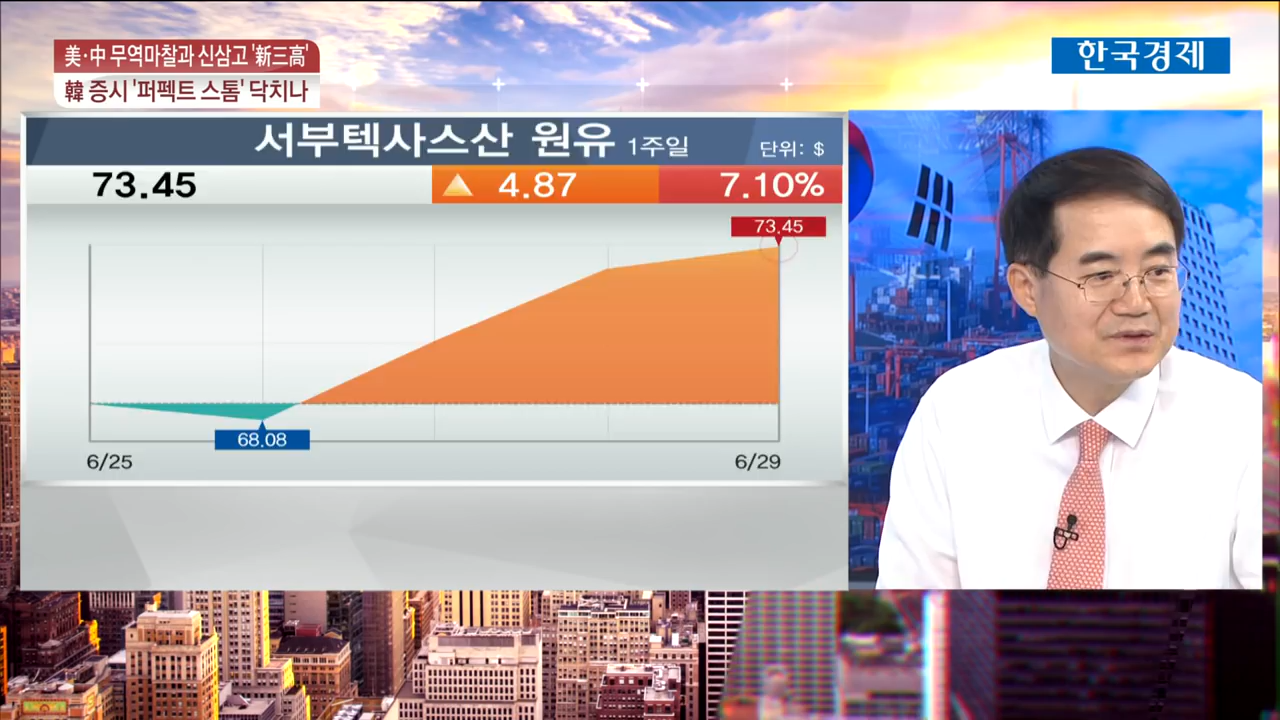 美·中 무역마찰과 신삼고 '新三高'
韓 증시 '퍼펙트 스톰' 닥치나
한국경제
서부텍사스산 원유 1주일 단위: $
73.45 4.87 7.10%
73.45
68.08
6/25 6/29